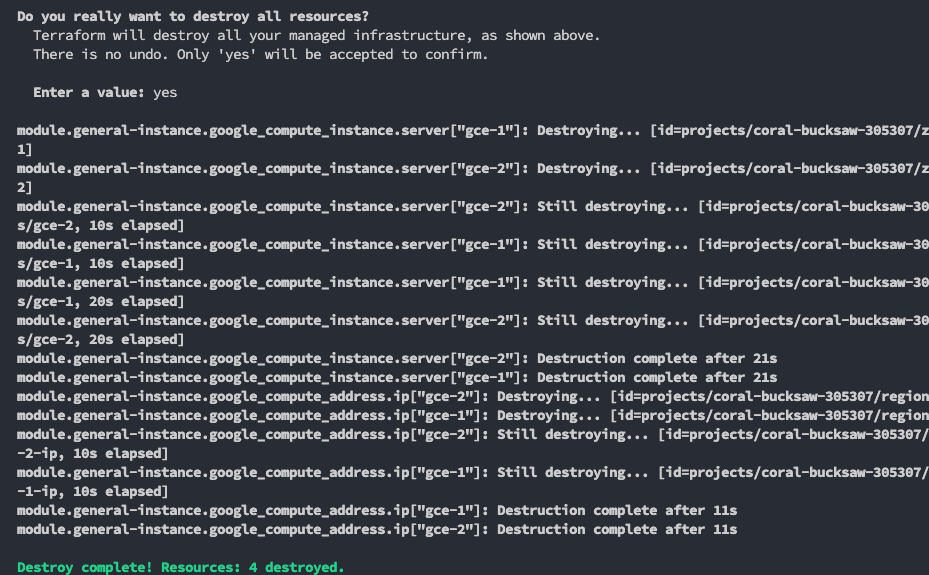 Do you really want to destroy all resources?
Terraform will destroy all your managed infrastructure, as shown above.
There is no undo. Only 'yes' will be accepted to confirm.
Enter a value: yes
module.general-instance.google_compute_instance.server["gce-1"]: Destroying... [id=projects/coral-bucksaw-305307/z
1]
module.general-instance.google_compute_instance.server["gce-2"]: Destroying... [id=projects/coral-bucksaw-305307/z
2]
module.general-instance.google_compute_instance.server["gce-2"]: Still destroying... [id=projects/coral-bucksaw-30
s/gce-2, 10s elapsed]
module.general-instance.google_compute_instance.server["gce-1"]: Still destroying... [id=projects/coral-bucksaw-30
s/gce-1, 10s elapsed]
module.general-instance.google_compute_instance.server["gce-1"]: Still destroying... [id=projects/coral-bucksaw-30
s/gce-1, 20s elapsed]
module.general-instance.google_compute_instance.server["gce-2"]: Still destroying... [id=projects/coral-bucksaw-30
s/gce-2, 20s elapsed]
module.general-instance.google_compute_instance.server["gce-2"]: Destruction complete after 21s
module.general-instance.google_compute_instance.server["gce-1"]: Destruction complete after 21s
module.general-instance.google_compute_address.ip["gce-2"]: Destroying... [id=projects/coral-bucksaw-305307/region
module.general-instance.google_compute_address.ip["gce-1"]: Destroying... [id=projects/coral-bucksaw-305307/region
module.general-instance.google_compute_address.ip["gce-2"]: Still destroying... [id=projects/coral-bucksaw-305307/
-2-ip, 10s elapsed]
module.general-instance.google_compute_address.ip["gce-1"]: Still destroying... [id=projects/coral-bucksaw-305307/
-1-ip, 10s elapsed]
module.general-instance.google_compute_address.ip["gce-1"]: Destruction complete after 11s
module.general-instance.google_compute_address.ip["gce-2"]: Destruction complete after 11s
Destroy complete! Resources: 4 destroyed.